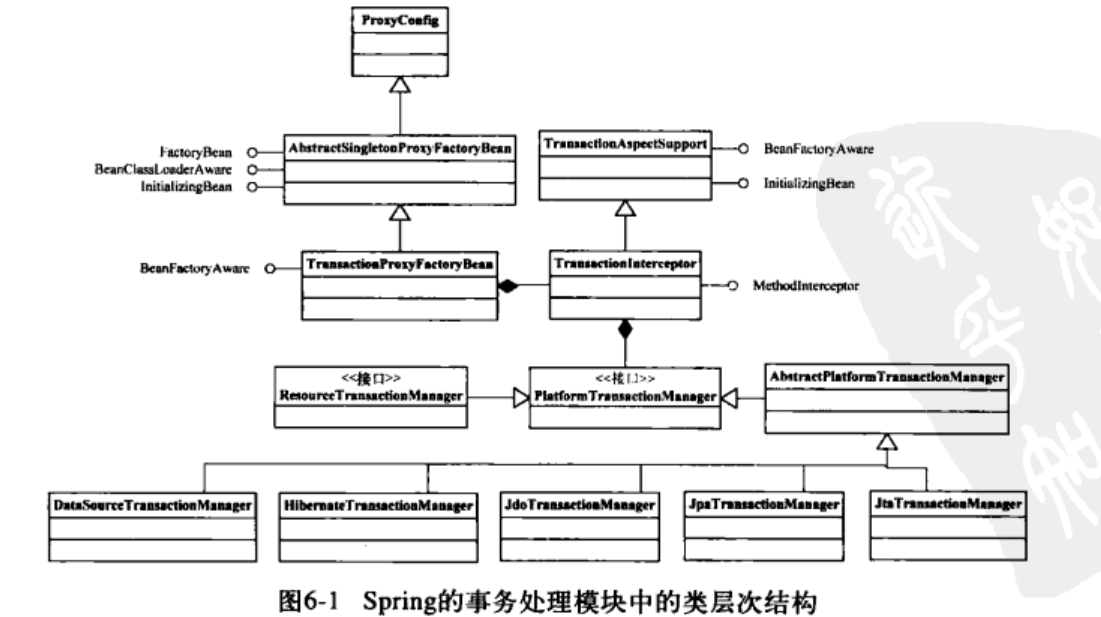 ProxyConfig
FactoryBean
BeanClassLoaderAware
InitializingBean
AbstractSingletonProxyFactoryBean
TransactionAspectSupport
BeanFactoryAware
InitializingBean
BeanFactoryAware
TransactionProxyFactoryBean
TransactionInterceptor
MethodInterceptor
<<接口>>
ResourceTransactionManager
<<接口>>
PlatformTransactionManager
AbstractPlatformTransactionManager
DataSourceTransactionManager
HibernateTransactionManager
JdoTransactionManager
JpaTransactionManager
JtaTransactionManager
图6-1 Spring的事务处理模块中的类层次结构